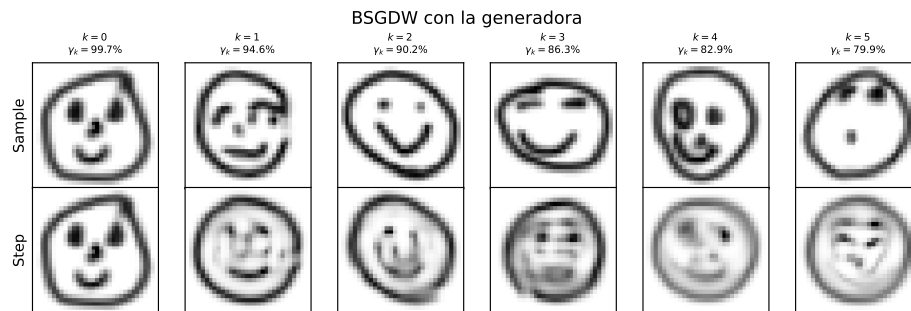 BSGDW con la generadora
k = 0
γₖ = 99.7%
k = 1
γₖ = 94.6%
k = 2
γₖ = 90.2%
k = 3
γₖ = 86.3%
k = 4
γₖ = 82.9%
k = 5
γₖ = 79.9%
Sample
Step